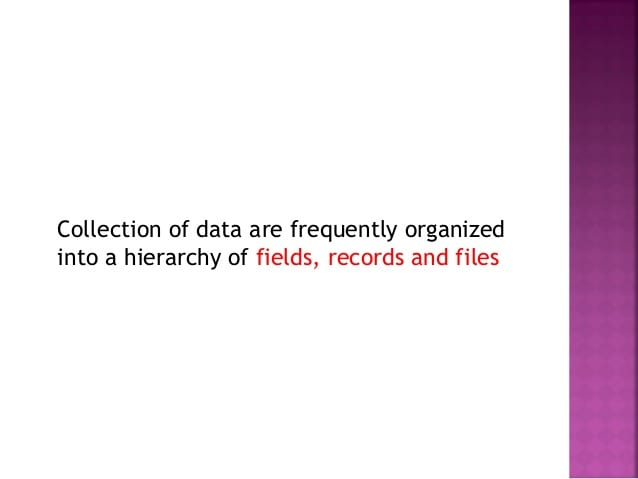 Collection of data are frequently organized
into a hierarchy of fields, records and files